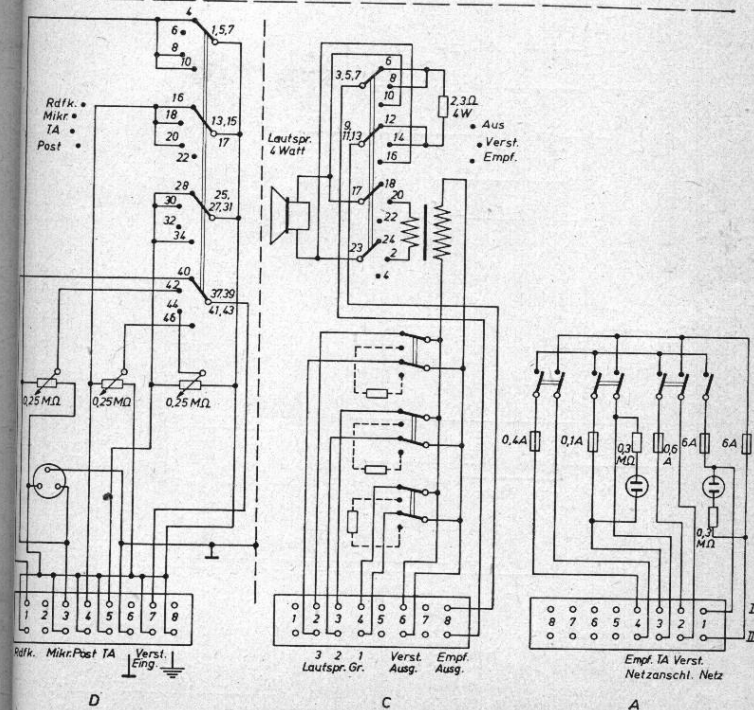 4
6
1,5,7
8
10
Rdfk.
Mikr.
TA
Post
16
18
13,15
17
20
22
28
25,
27,31
30
32
34
40
42
37,39
41,43
44
46
0,25 MΩ
0,25 MΩ
0,25 MΩ
1 2 3 4 5 6 7 8
Rdfk. Mikr. Post TA Verst.
Eing.
D
Lautspr.
4 Watt
6
3,5,7
8
10
2,3Ω
4W
12
9,
11,13
14
16
Aus
Verst.
Empf.
17
18
20
22
24
23
2
4
1 2 3 4 5 6 7 8
3 2 1 Verst. Empf.
Lautspr. Gr. Ausg. Ausg.
C
0,4A
0,1A
0,3
MΩ
0,6
A
6A
6A
0,3
MΩ
8 7 6 5 4 3 2 1
I
II
Empf. TA Verst.
Netzanschl. Netz
A